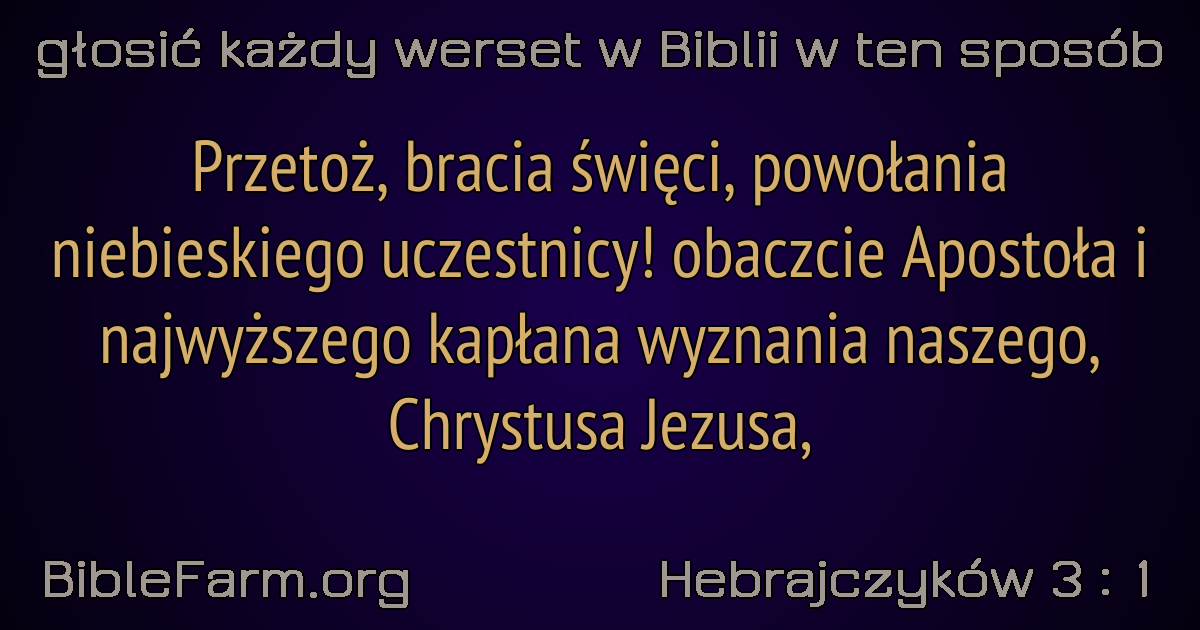 głosić każdy werset w Biblii w ten sposób
Przetoż, bracia święci, powołania
niebieskiego uczestnicy! obaczcie Apostoła i
najwyższego kapłana wyznania naszego,
Chrystusa Jezusa,
BibleFarm.org
Hebrajczyków 3 : 1